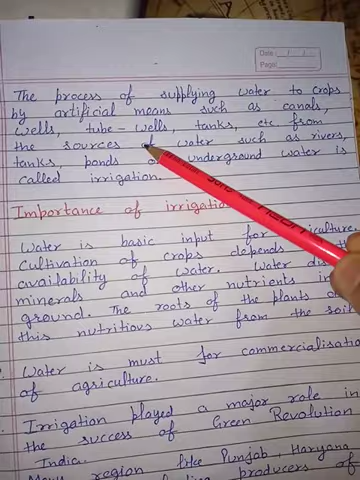 Date : / /
Page:
The process of supplying water to crops
by artificial means such as canals,
wells, tube-wells, tanks, etc from
the sources water such as rivers,
tanks, ponds underground water is
called irrigation.
Importance of
Water is basic input for
Cultivation of crops depends
availability of water. Water
minerals and other nutrients in
ground. The roots of the plants
this nutritious water from the soil
Water is must for
of agriculture.
Irrigation played a major role in
the success of Green Revolution
India.
Many region like Punjab, Haryana
producers of